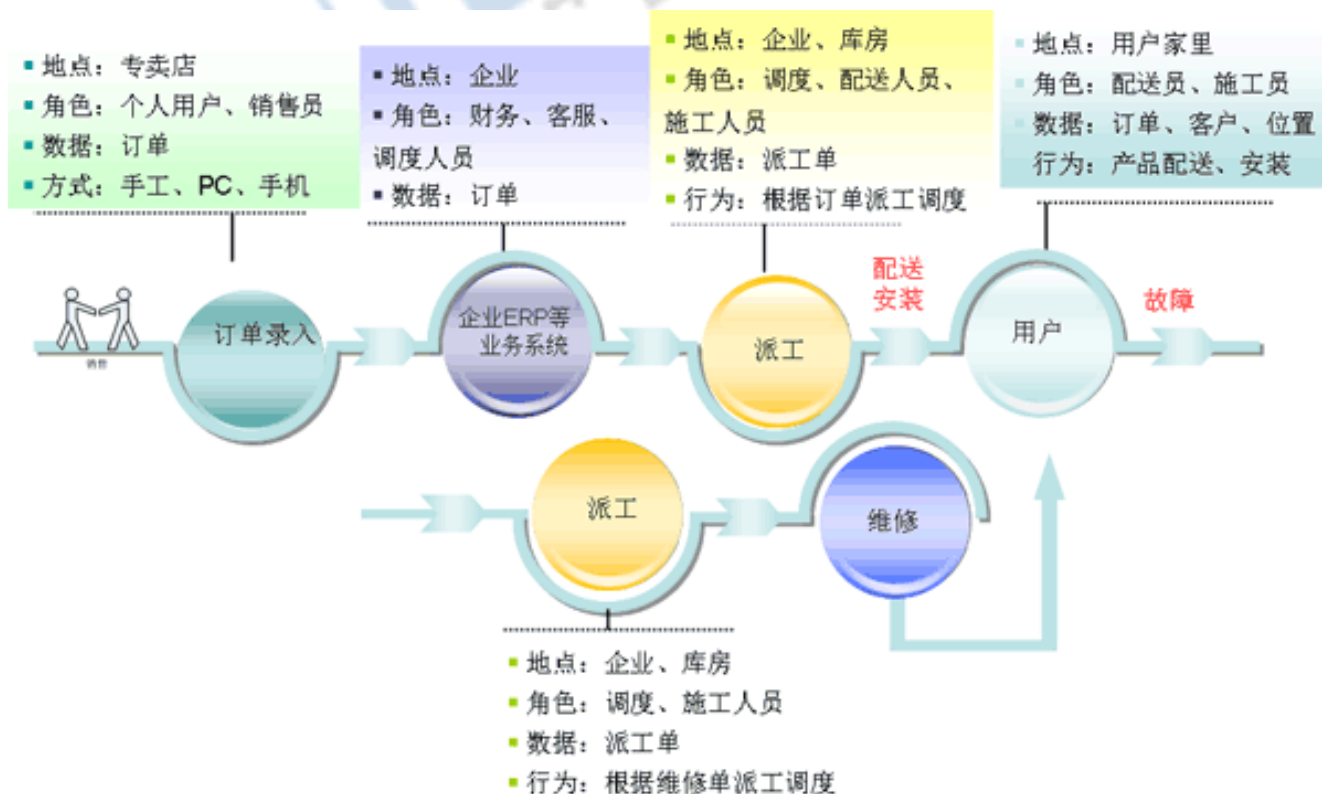 地点：专卖店
角色：个人用户、销售员
数据：订单
方式：手工、PC、手机
地点：企业
角色：财务、客服、
调度人员
数据：订单
地点：企业、库房
角色：调度、配送人员、
施工人员
数据：派工单
行为：根据订单派工调度
地点：用户家里
角色：配送员、施工员
数据：订单、客户、位置
行为：产品配送、安装
销售
订单录入
企业ERP等
业务系统
派工
配送
安装
用户
故障
派工
维修
地点：企业、库房
角色：调度、施工人员
数据：派工单
行为：根据维修单派工调度